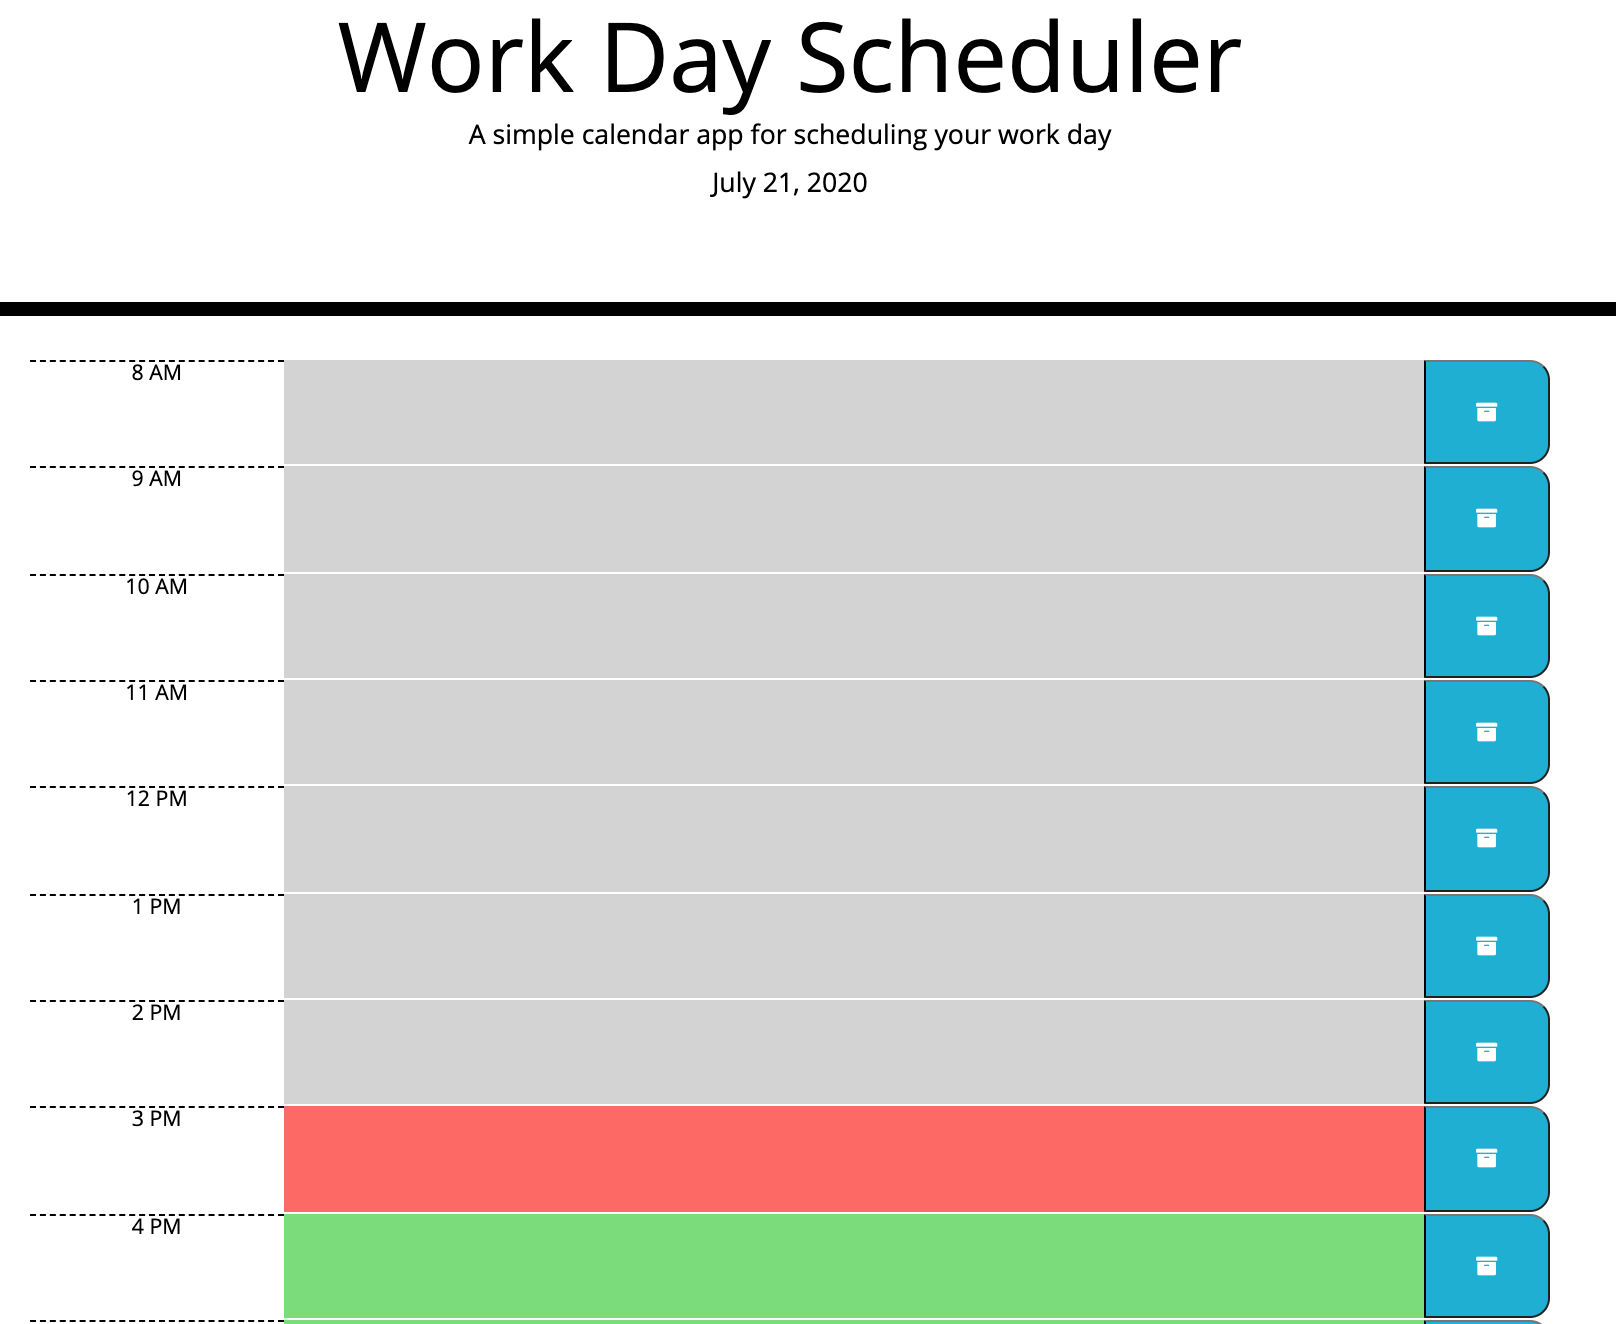 Work Day Scheduler
A simple calendar app for scheduling your work day
July 21, 2020
8 AM
9 AM
10 AM
11 AM
12 PM
1 PM
2 PM
3 PM
4 PM